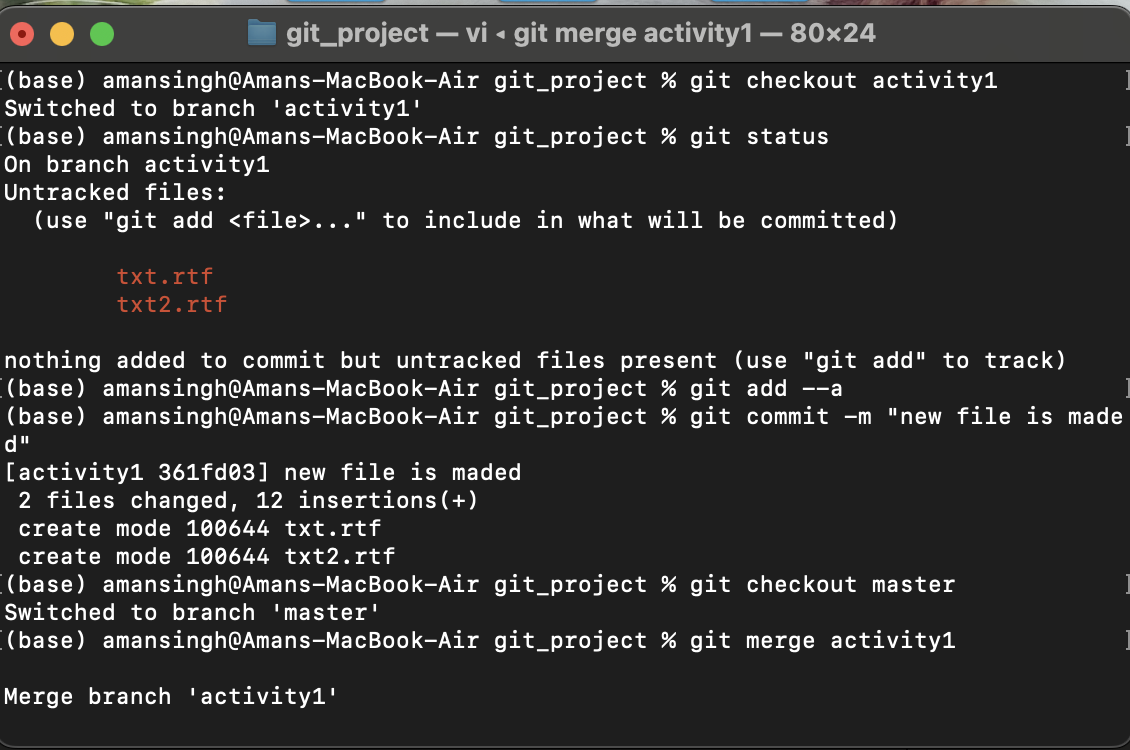 git_project — vi ◂ git merge activity1 — 80×24
(base) amansingh@Amans-MacBook-Air git_project % git checkout activity1
Switched to branch 'activity1'
(base) amansingh@Amans-MacBook-Air git_project % git status
On branch activity1
Untracked files:
  (use "git add <file>..." to include in what will be committed)
        txt.rtf
        txt2.rtf
nothing added to commit but untracked files present (use "git add" to track)
(base) amansingh@Amans-MacBook-Air git_project % git add --a
(base) amansingh@Amans-MacBook-Air git_project % git commit -m "new file is made
d"
[activity1 361fd03] new file is maded
 2 files changed, 12 insertions(+)
 create mode 100644 txt.rtf
 create mode 100644 txt2.rtf
(base) amansingh@Amans-MacBook-Air git_project % git checkout master
Switched to branch 'master'
(base) amansingh@Amans-MacBook-Air git_project % git merge activity1
Merge branch 'activity1'